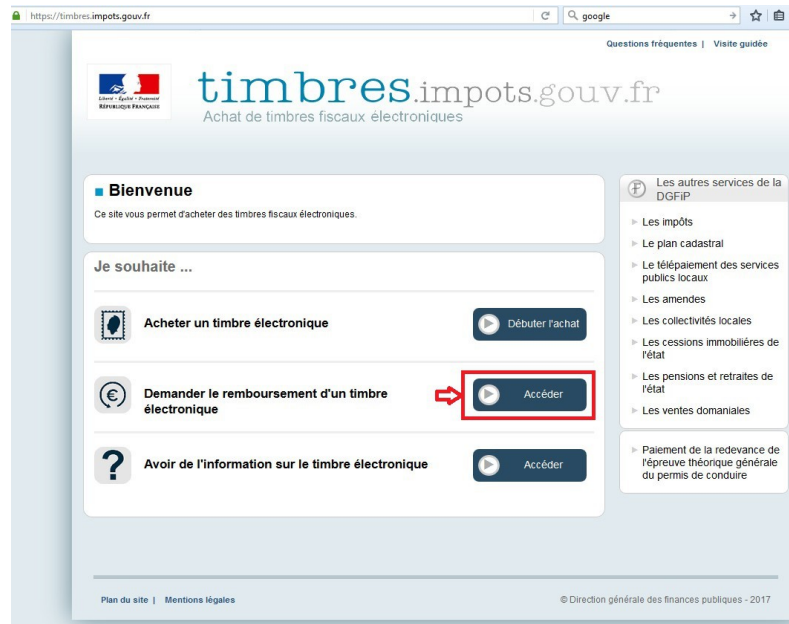 https://timbres.impots.gouv.fr
google
Questions fréquentes | Visite guidée
Liberté • Égalité • Fraternité
RÉPUBLIQUE FRANÇAISE
timbres.impots.gouv.fr
Achat de timbres fiscaux électroniques
Bienvenue
Ce site vous permet d'acheter des timbres fiscaux électroniques.
Je souhaite ...
Acheter un timbre électronique
Débuter l'achat
Demander le remboursement d'un timbre
électronique
Accéder
Avoir de l'information sur le timbre électronique
Accéder
Les autres services de la
DGFiP
Les impôts
Le plan cadastral
Le télépaiement des services
publics locaux
Les amendes
Les collectivités locales
Les cessions immobilières de
l'état
Les pensions et retraites de
l'état
Les ventes domaniales
Paiement de la redevance de
l'épreuve théorique générale
du permis de conduire
Plan du site | Mentions légales
© Direction générale des finances publiques - 2017